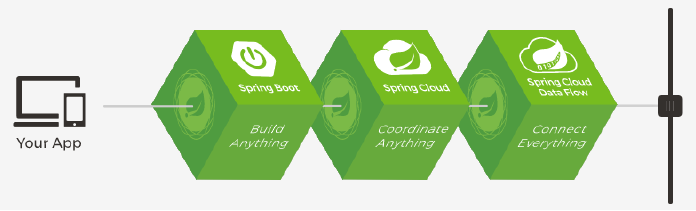 Your App
Spring Boot
Build
Anything
Spring Cloud
Coordinate
Anything
Spring Cloud
Data Flow
Connect
Everything